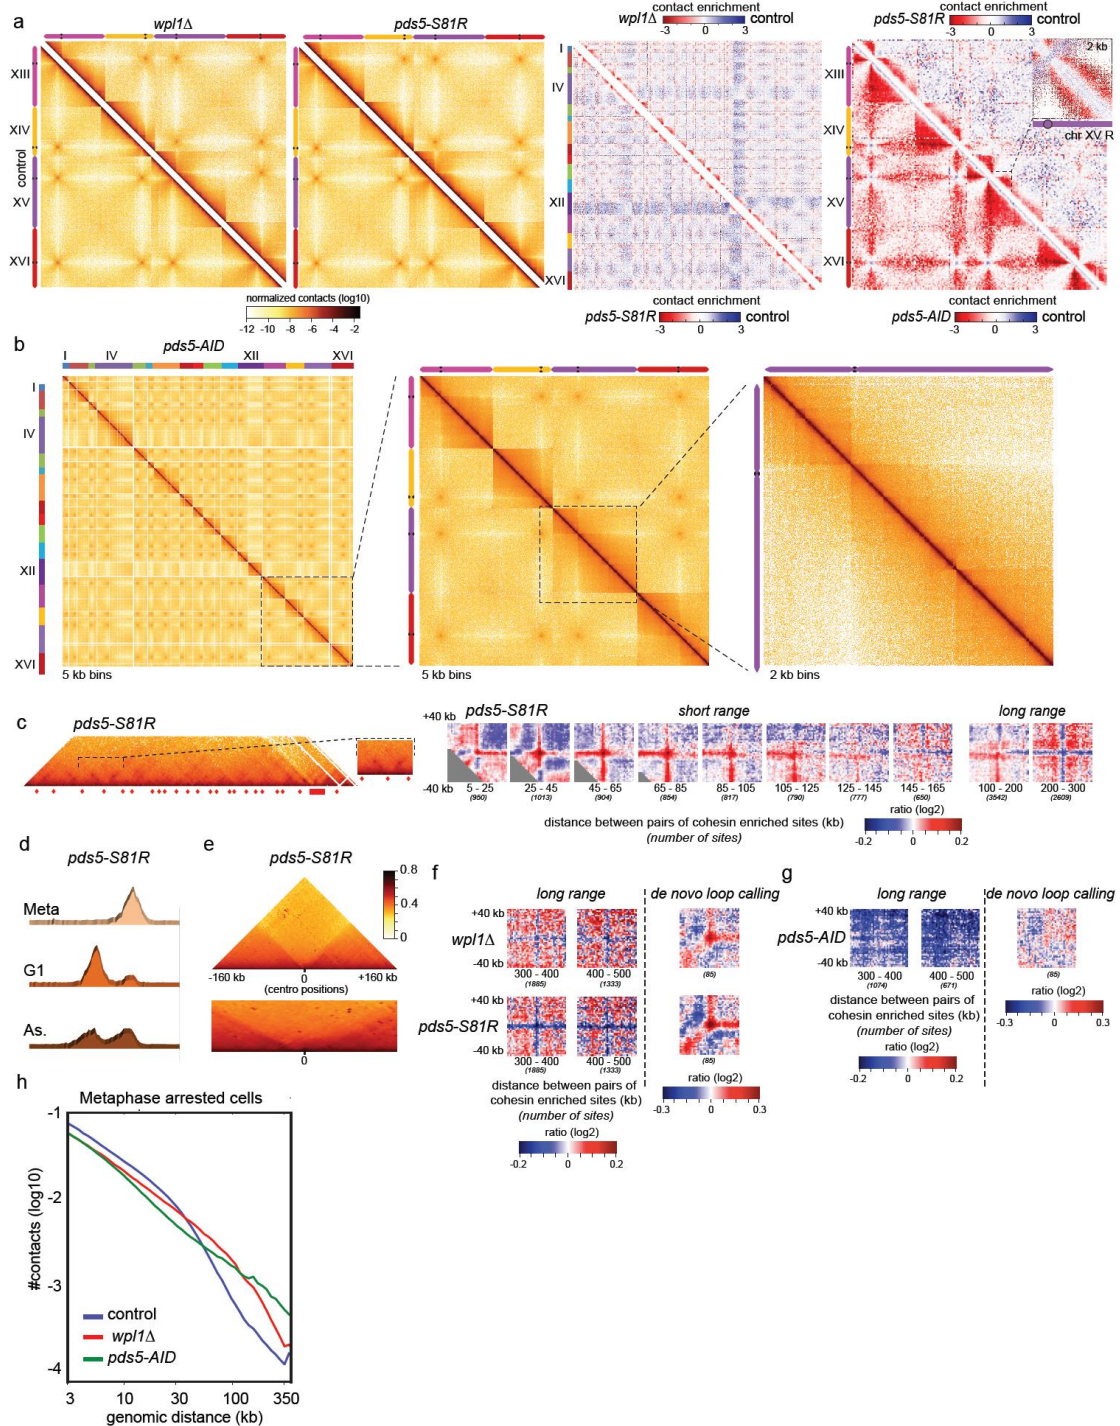 a
wpl1Δ
pds5-S81R
contact enrichment
wpl1Δ control
-3 0 3
contact enrichment
pds5-S81R control
-3 0 3
XIII
XIV
control
XV
XVI
XIII
XIV
XV
XVI
I
IV
XII
XVI
XIII
XIV
XV
XVI
2 kb
chr XV R
normalized contacts (log10)
-12 -10 -8 -6 -4 -2
contact enrichment
pds5-S81R control
-3 0 3
contact enrichment
pds5-AID control
-3 0 3
b
pds5-AID
I IV XII XVI
I
IV
XII
XVI
5 kb bins
5 kb bins
2 kb bins
c
pds5-S81R
pds5-S81R short range long range
+40 kb
-40 kb
5 - 25 25 - 45 45 - 65 65 - 85 85 - 105 105 - 125 125 - 145 145 - 165 100 - 200 200 - 300
(950) (1013) (904) (854) (817) (790) (777) (650) (3542) (2609)
distance between pairs of cohesin enriched sites (kb)
(number of sites)
ratio (log2)
-0.2 0 0.2
d
pds5-S81R
Meta
G1
As.
e
pds5-S81R
0.8
0.4
0
-160 kb 0 +160 kb
(centro positions)
0
f
long range de novo loop calling
wpl1Δ
+40 kb
-40 kb
300 - 400 400 - 500
(1885) (1333) (85)
pds5-S81R
+40 kb
-40 kb
300 - 400 400 - 500
(1885) (1333) (85)
distance between pairs of
cohesin enriched sites (kb)
(number of sites)
ratio (log2)
-0.2 0 0.2
ratio (log2)
-0.3 0 0.3
g
long range de novo loop calling
pds5-AID
+40 kb
-40 kb
300 - 400 400 - 500
(1074) (671) (85)
distance between pairs of
cohesin enriched sites (kb)
(number of sites)
ratio (log2)
-0.2 0 0.2
ratio (log2)
-0.3 0 0.3
h
Metaphase arrested cells
#contacts (log10)
-1
-2
-3
-4
control
wpl1Δ
pds5-AID
3 10 30 100 350
genomic distance (kb)